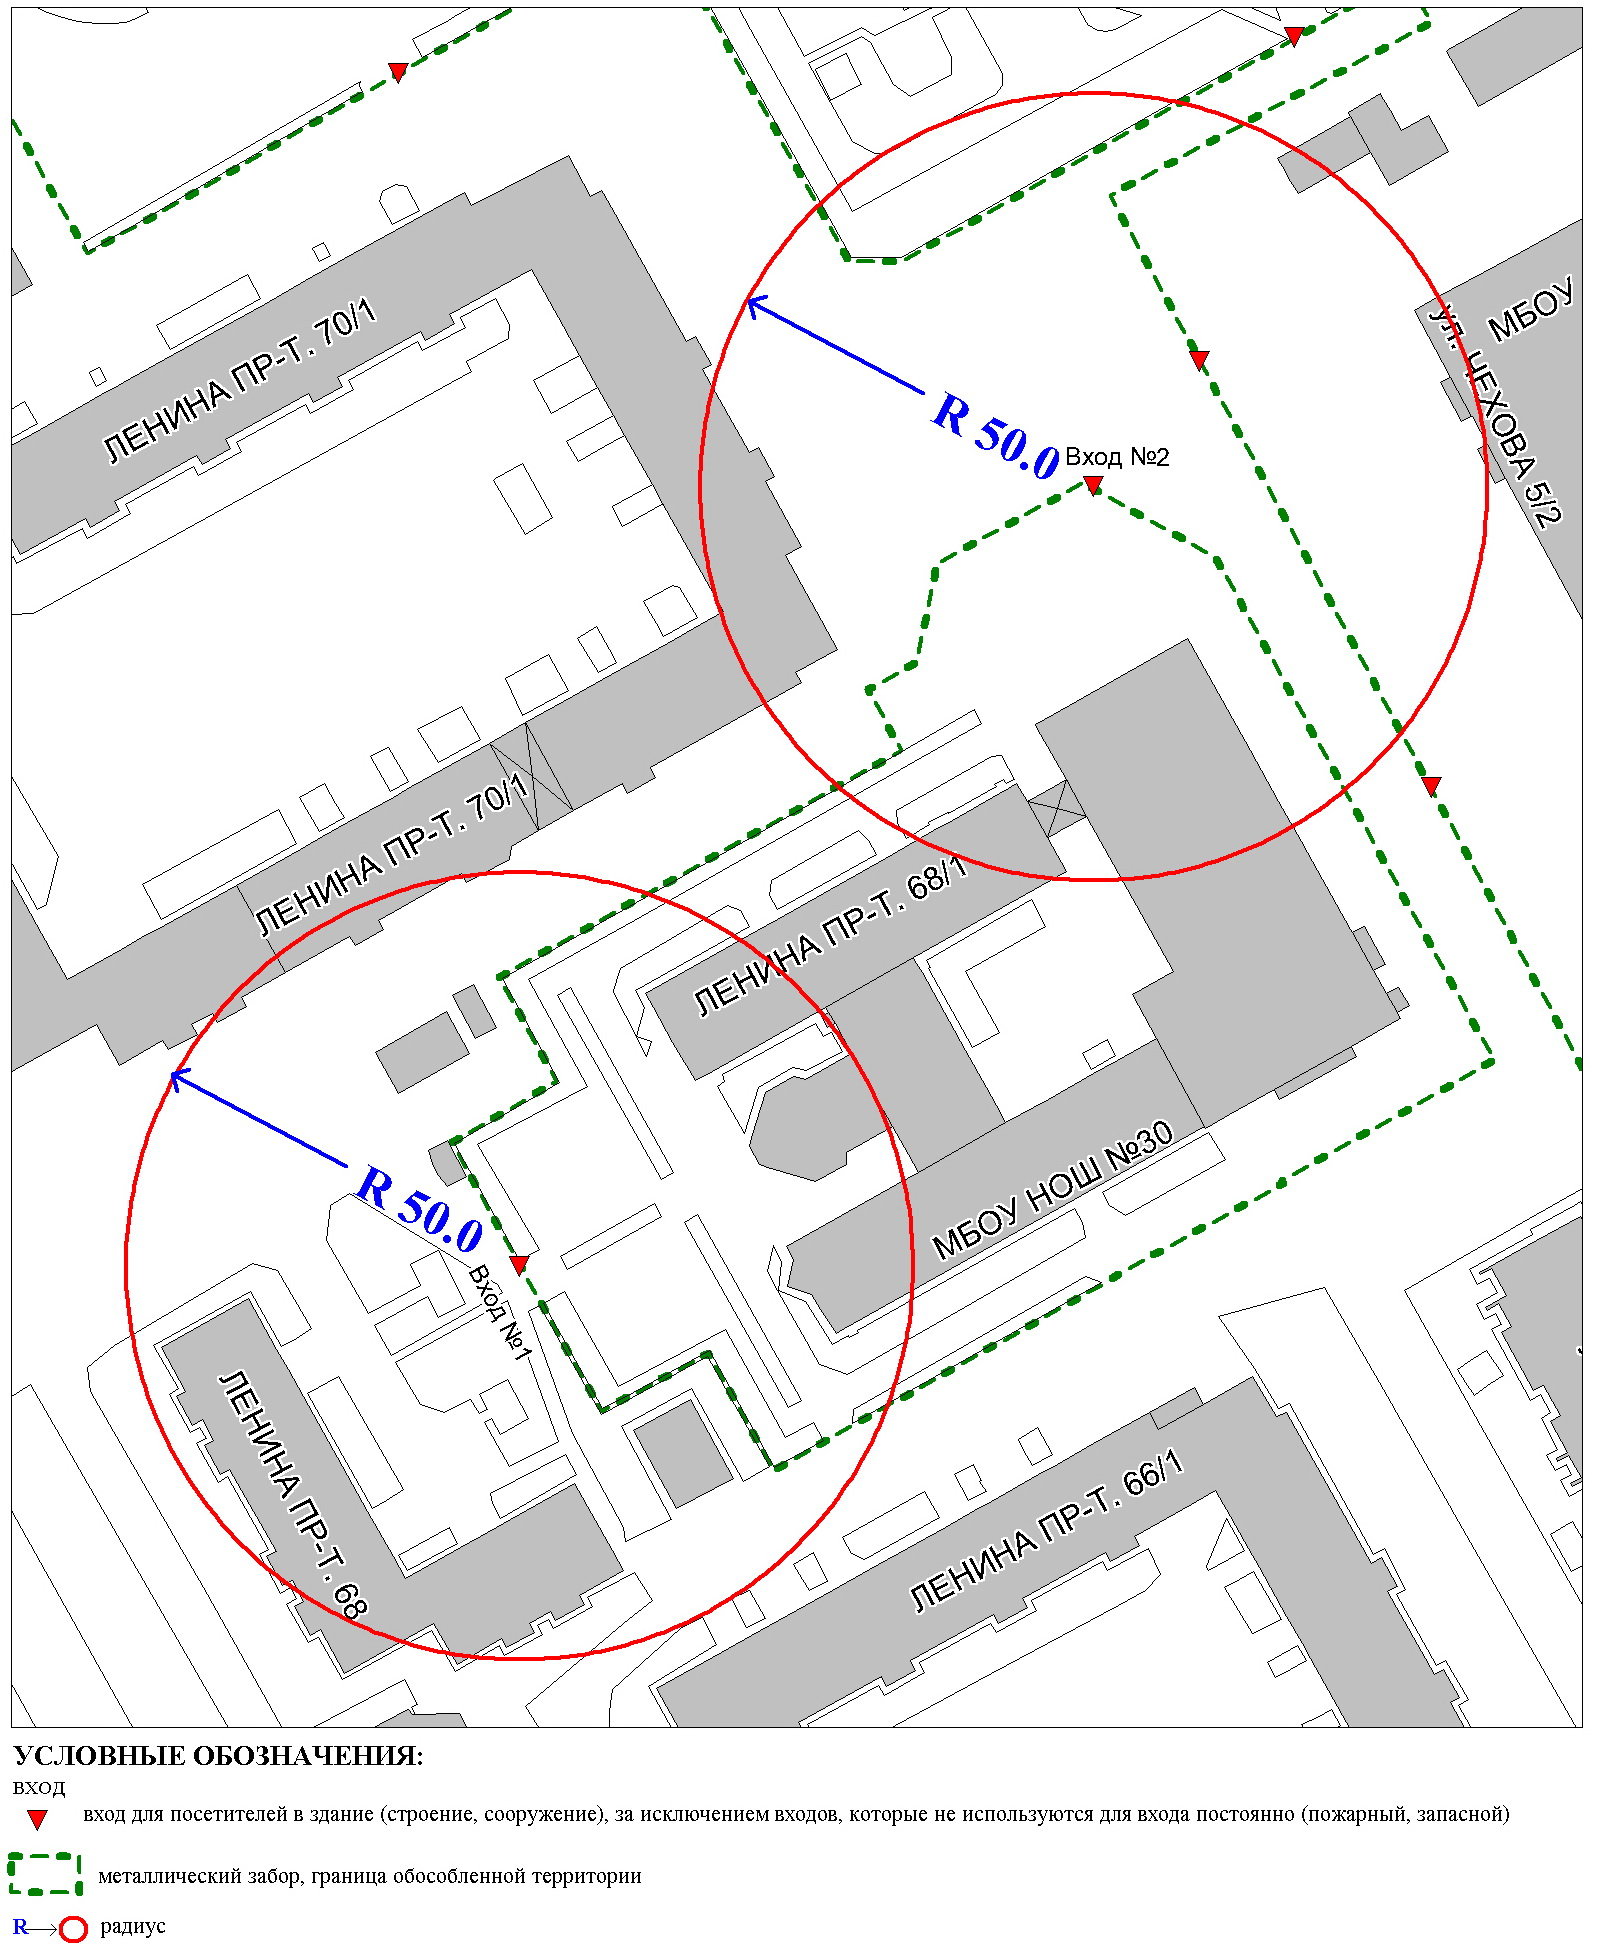 ЛЕНИНА ПР-Т. 70/1
МБОУ
ул. ЧЕХОВА 5/2
R 50.0
Вход №2
ЛЕНИНА ПР-Т. 70/1
ЛЕНИНА ПР-Т. 68/1
R 50.0
МБОУ НОШ №30
Вход №1
ЛЕНИНА ПР-Т. 68
ЛЕНИНА ПР-Т. 66/1
УСЛОВНЫЕ ОБОЗНАЧЕНИЯ:
ВХОД
вход для посетителей в здание (строение, сооружение), за исключением входов, которые не используются для входа постоянно (пожарный, запасной)
металлический забор, граница обособленной территории
R радиус